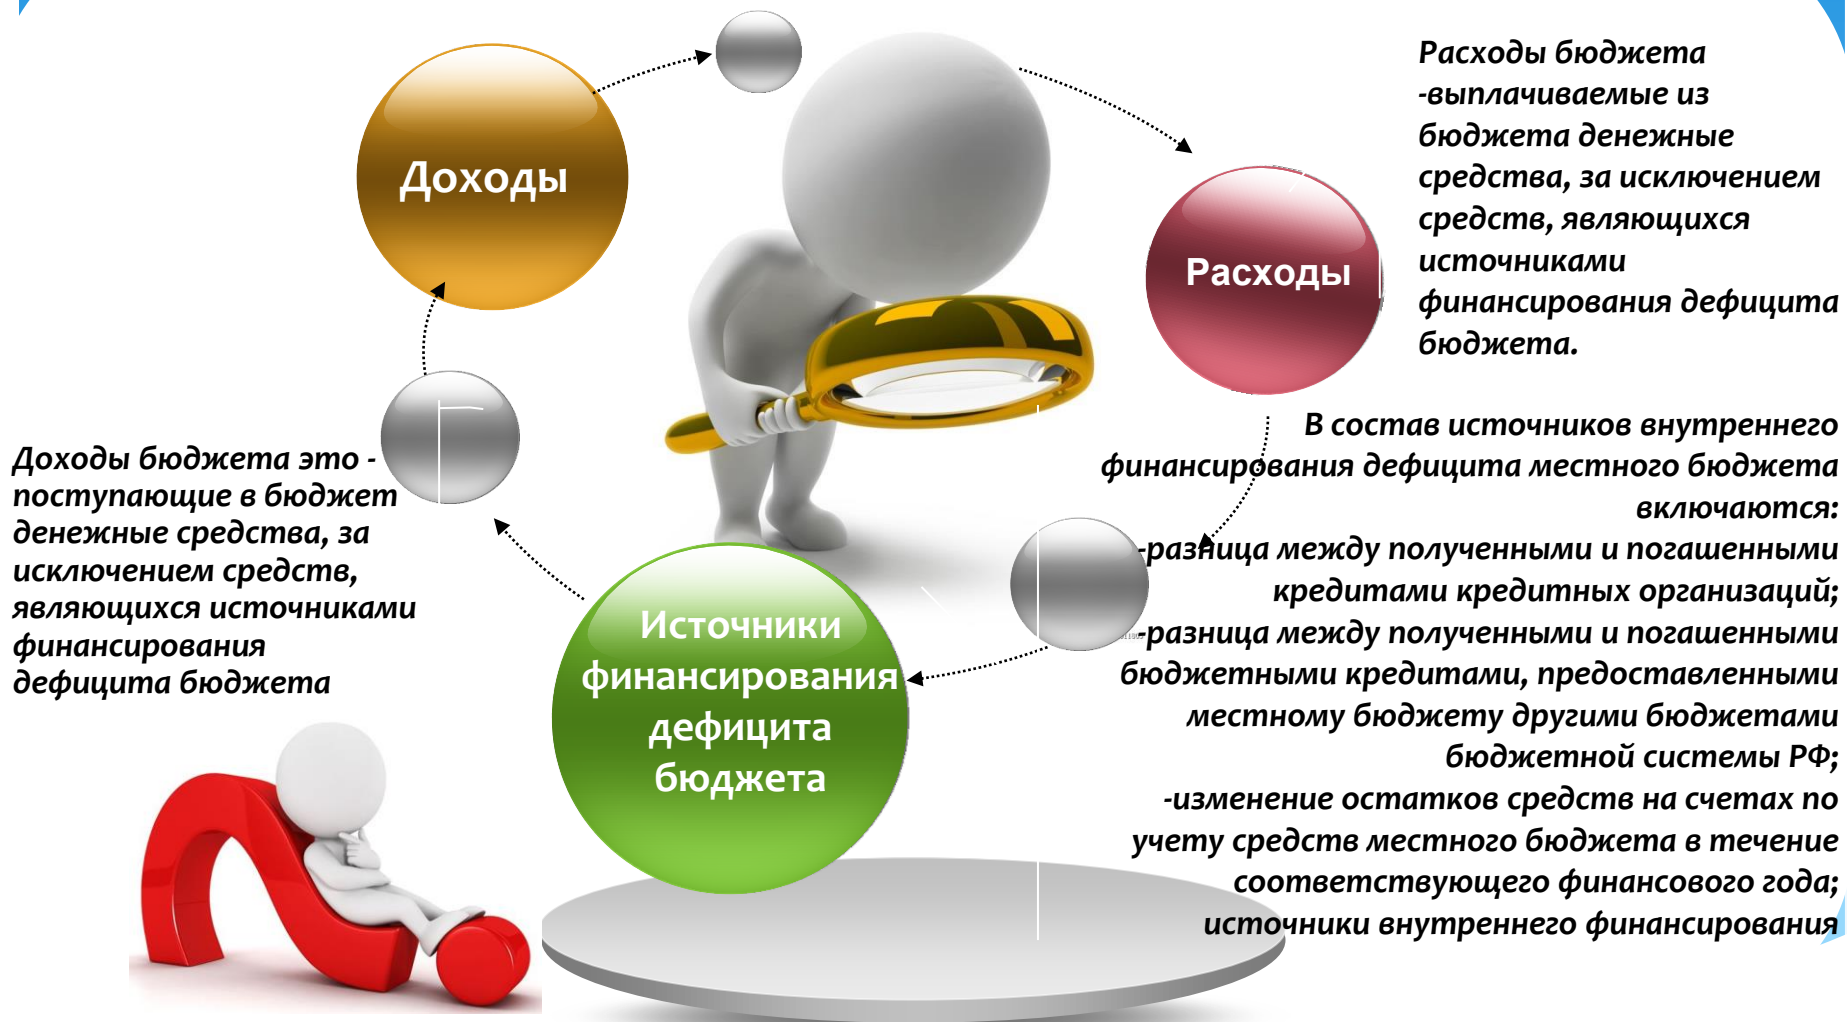 Доходы
Расходы
Источники
финансирования
дефицита
бюджета
Расходы бюджета
-выплачиваемые из
бюджета денежные
средства, за исключением
средств, являющихся
источниками
финансирования дефицита
бюджета.
Доходы бюджета это -
поступающие в бюджет
денежные средства, за
исключением средств,
являющихся источниками
финансирования
дефицита бюджета
В состав источников внутреннего
финансирования дефицита местного бюджета
включаются:
-разница между полученными и погашенными
кредитами кредитных организаций;
-разница между полученными и погашенными
бюджетными кредитами, предоставленными
местному бюджету другими бюджетами
бюджетной системы РФ;
-изменение остатков средств на счетах по
учету средств местного бюджета в течение
соответствующего финансового года;
источники внутреннего финансирования